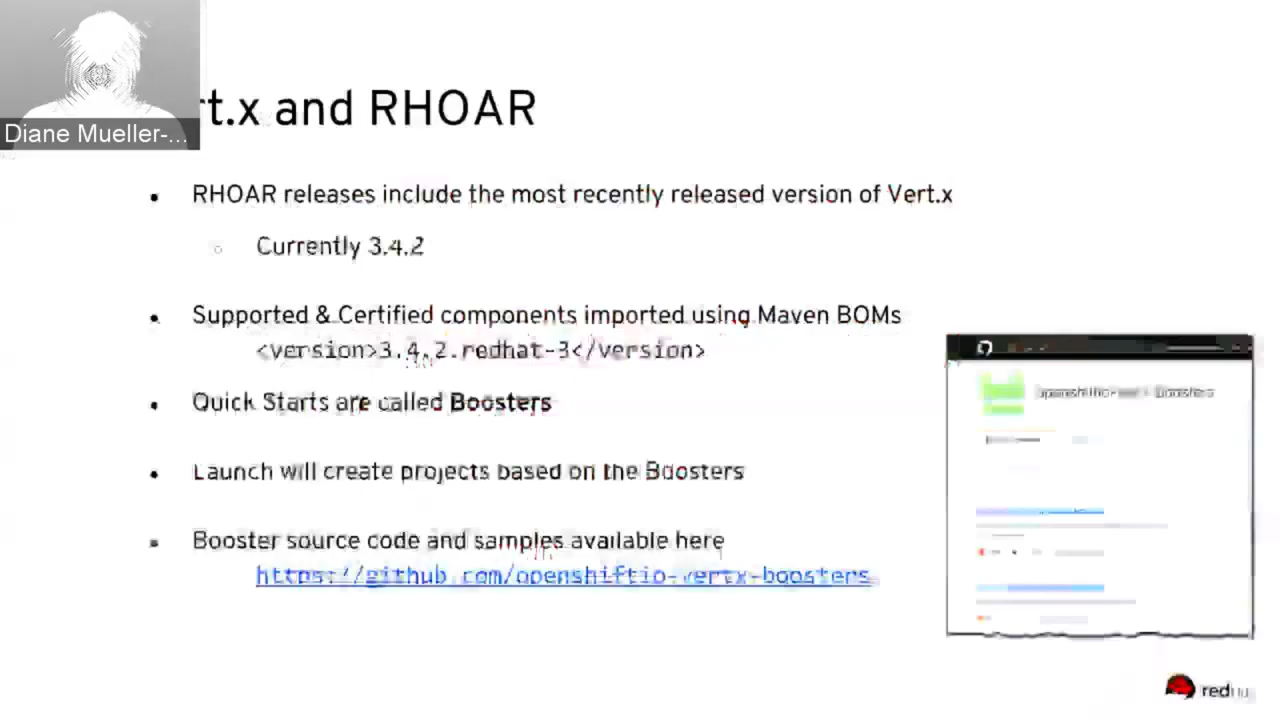 Diane Mueller-...
rt.x and RHOAR
RHOAR releases include the most recently released version of Vert.x
Currently 3.4.2
Supported & Certified components imported using Maven BOMs
<version>3.4.2.redhat-3</version>
Quick Starts are called Boosters
Launch will create projects based on the Boosters
Booster source code and samples available here
https://github.com/openshiftio-vertx-boosters
Boosters
red